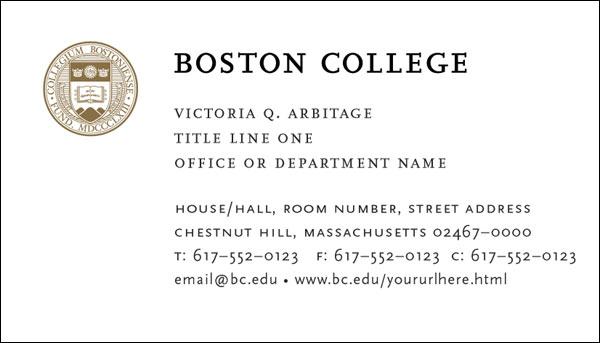 COLLEGIUM BOSTONIENSE
FUND. MDCCCLXIII
BOSTON COLLEGE
VICTORIA Q. ARBITAGE
TITLE LINE ONE
OFFICE OR DEPARTMENT NAME
HOUSE/HALL, ROOM NUMBER, STREET ADDRESS
CHESTNUT HILL, MASSACHUSETTS 02467–0000
T: 617–552–0123 F: 617–552–0123 C: 617–552–0123
email@bc.edu • www.bc.edu/yoururlhere.html